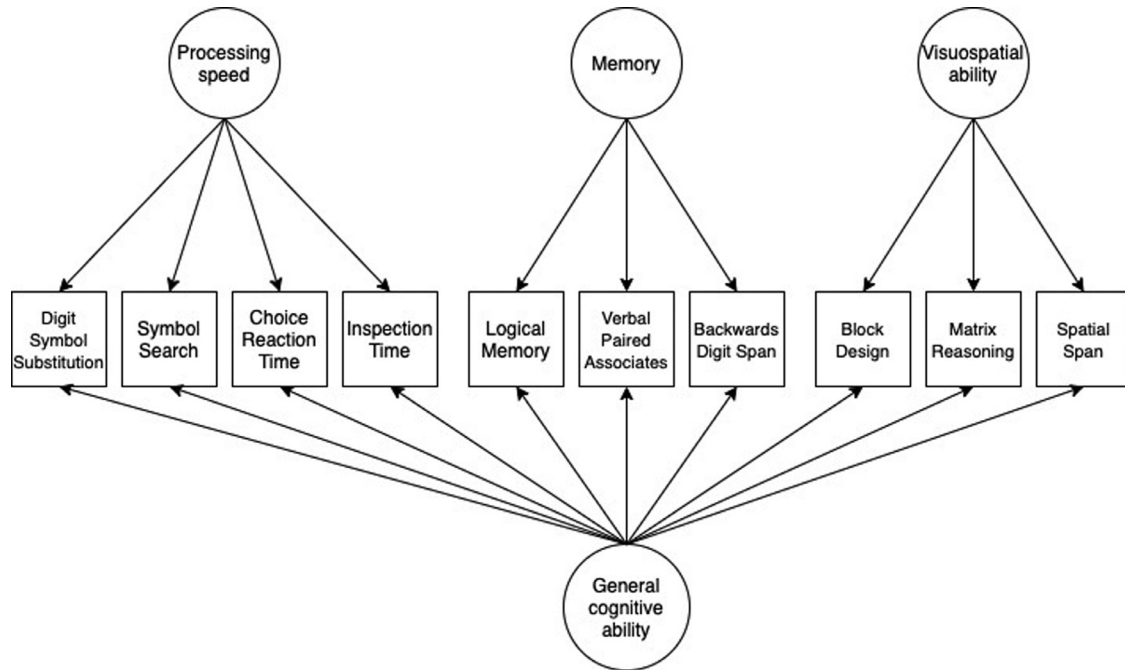 Processing
speed
Memory
Visuospatial
ability
Digit
Symbol
Substitution
Symbol
Search
Choice
Reaction
Time
Inspection
Time
Logical
Memory
Verbal
Paired
Associates
Backwards
Digit Span
Block
Design
Matrix
Reasoning
Spatial
Span
General
cognitive
ability